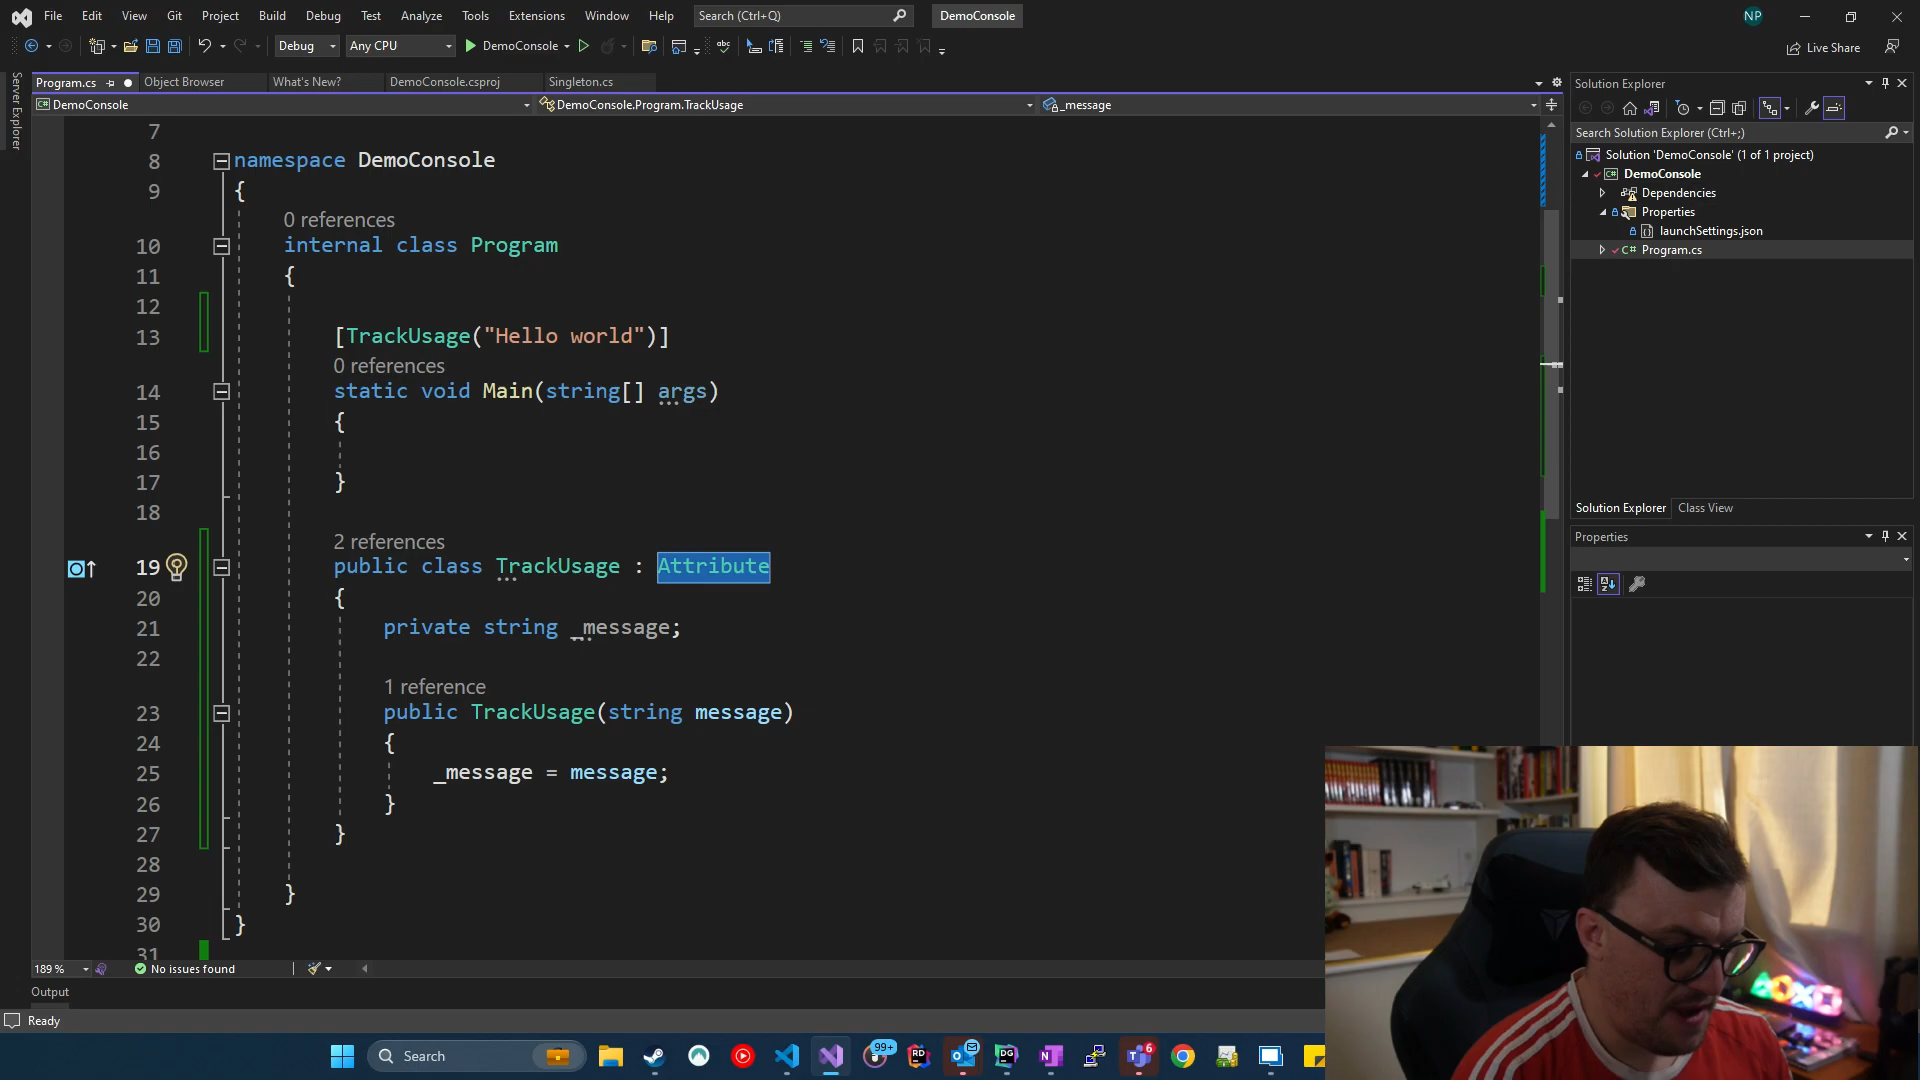 File Edit View Git Project Build Debug Test Analyze Tools Extensions Window Help Search (Ctrl+Q) DemoConsole NP
Debug Any CPU DemoConsole Live Share
Server Explorer
Program.cs Object Browser What's New? DemoConsole.csproj Singleton.cs
DemoConsole DemoConsole.Program.TrackUsage _message
7
8 namespace DemoConsole
9 {
0 references
10 internal class Program
11 {
12
13 [TrackUsage("Hello world")]
0 references
14 static void Main(string[] args)
15 {
16
17 }
18
2 references
19 public class TrackUsage : Attribute
20 {
21 private string _message;
22
1 reference
23 public TrackUsage(string message)
24 {
25 _message = message;
26 }
27 }
28
29 }
30 }
31
189 % No issues found
Output
Ready
Solution Explorer
Search Solution Explorer (Ctrl+;)
Solution 'DemoConsole' (1 of 1 project)
DemoConsole
Dependencies
Properties
launchSettings.json
C# Program.cs
Solution Explorer Class View
Properties
Search 99+ RD DG N 6